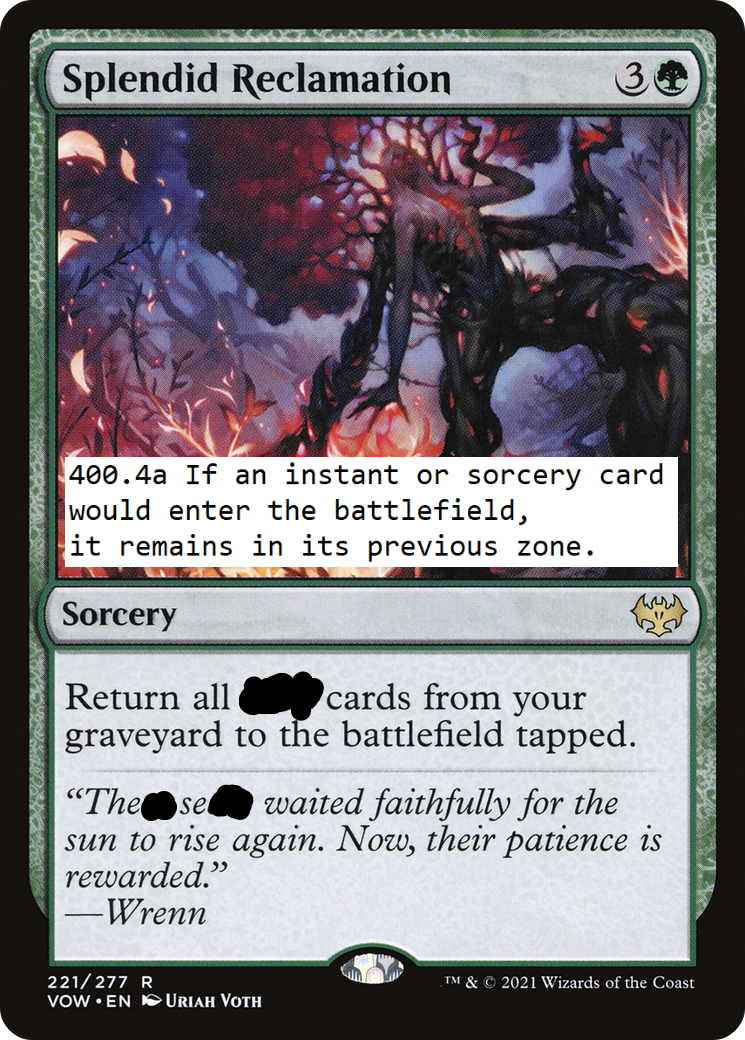 Splendid Reclamation 3
400.4a If an instant or sorcery card
would enter the battlefield,
it remains in its previous zone.
Sorcery
Return all cards from your
graveyard to the battlefield tapped.
“The se waited faithfully for the
sun to rise again. Now, their patience is
rewarded.”
—Wrenn
221/277 R
VOW • EN Uriah Voth
™ & © 2021 Wizards of the Coast